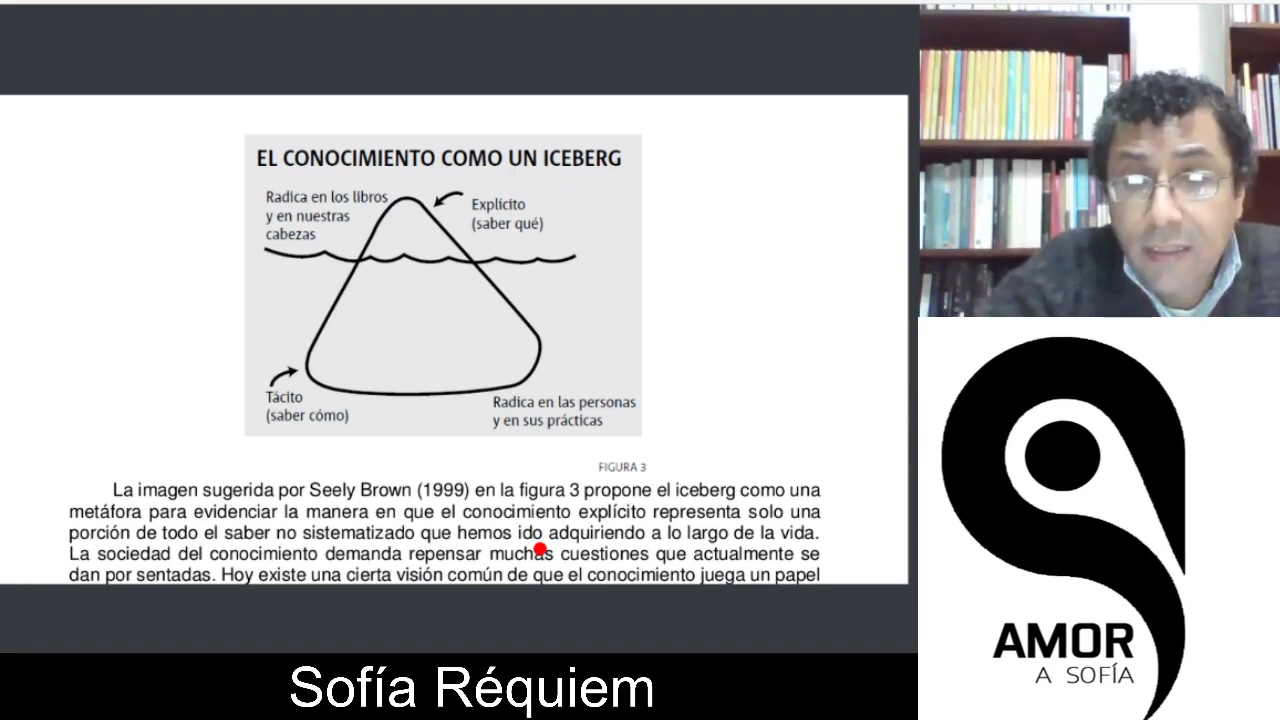 EL CONOCIMIENTO COMO UN ICEBERG
Radica en los libros
y en nuestras
cabezas
Explícito
(saber qué)
Tácito
(saber cómo)
Radica en las personas
y en sus prácticas
FIGURA 3
La imagen sugerida por Seely Brown (1999) en la figura 3 propone el iceberg como una
metáfora para evidenciar la manera en que el conocimiento explícito representa solo una
porción de todo el saber no sistematizado que hemos ido adquiriendo a lo largo de la vida.
La sociedad del conocimiento demanda repensar muchas cuestiones que actualmente se
dan por sentadas. Hoy existe una cierta visión común de que el conocimiento juega un papel
AMOR
A SOFÍA
Sofía Réquiem